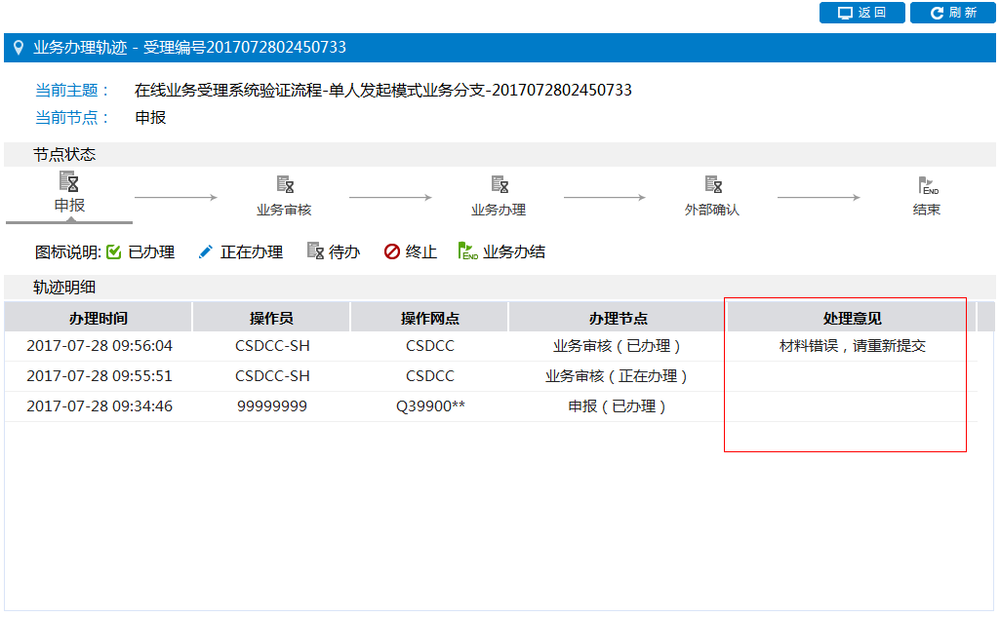 返 回 刷 新
业务办理轨迹 - 受理编号2017072802450733
当前主题： 在线业务受理系统验证流程-单人发起模式业务分支-2017072802450733
当前节点： 申报
节点状态
申报 业务审核 业务办理 外部确认 END 结束
图标说明: 已办理 正在办理 待办 终止 END 业务办结
轨迹明细
办理时间 操作员 操作网点 办理节点 处理意见
2017-07-28 09:56:04 CSDCC-SH CSDCC 业务审核（已办理） 材料错误，请重新提交
2017-07-28 09:55:51 CSDCC-SH CSDCC 业务审核（正在办理）
2017-07-28 09:34:46 99999999 Q39900** 申报（已办理）